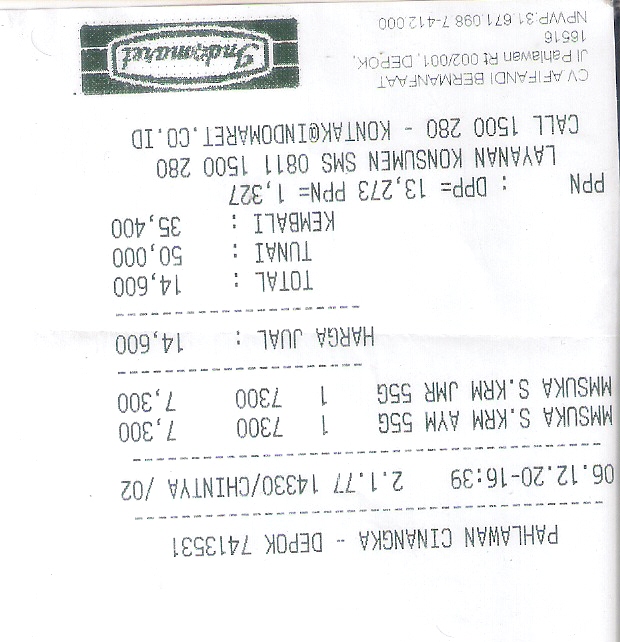 Indomaret
CV AFIFANDI BERMANFAAT
Jl Pahlawan Rt 002/001, DEPOK,
16516
NPWP.31.671.098.7-412.000
PAHLAWAN CINANGKA - DEPOK 7413531
06.12.20-16:39 2.1.77 14330/CHINTYA /02
MMSUKA S.KRM AYM 55G 1 7300 7,300
MMSUKA S.KRM JMR 55G 1 7300 7,300
HARGA JUAL : 14,600
TOTAL : 14,600
TUNAI : 50,000
KEMBALI : 35,400
PPN : DPP= 13,273 PPN= 1,327
LAYANAN KONSUMEN SMS 0811 1500 280
CALL 1500 280 - KONTAK@INDOMARET.CO.ID